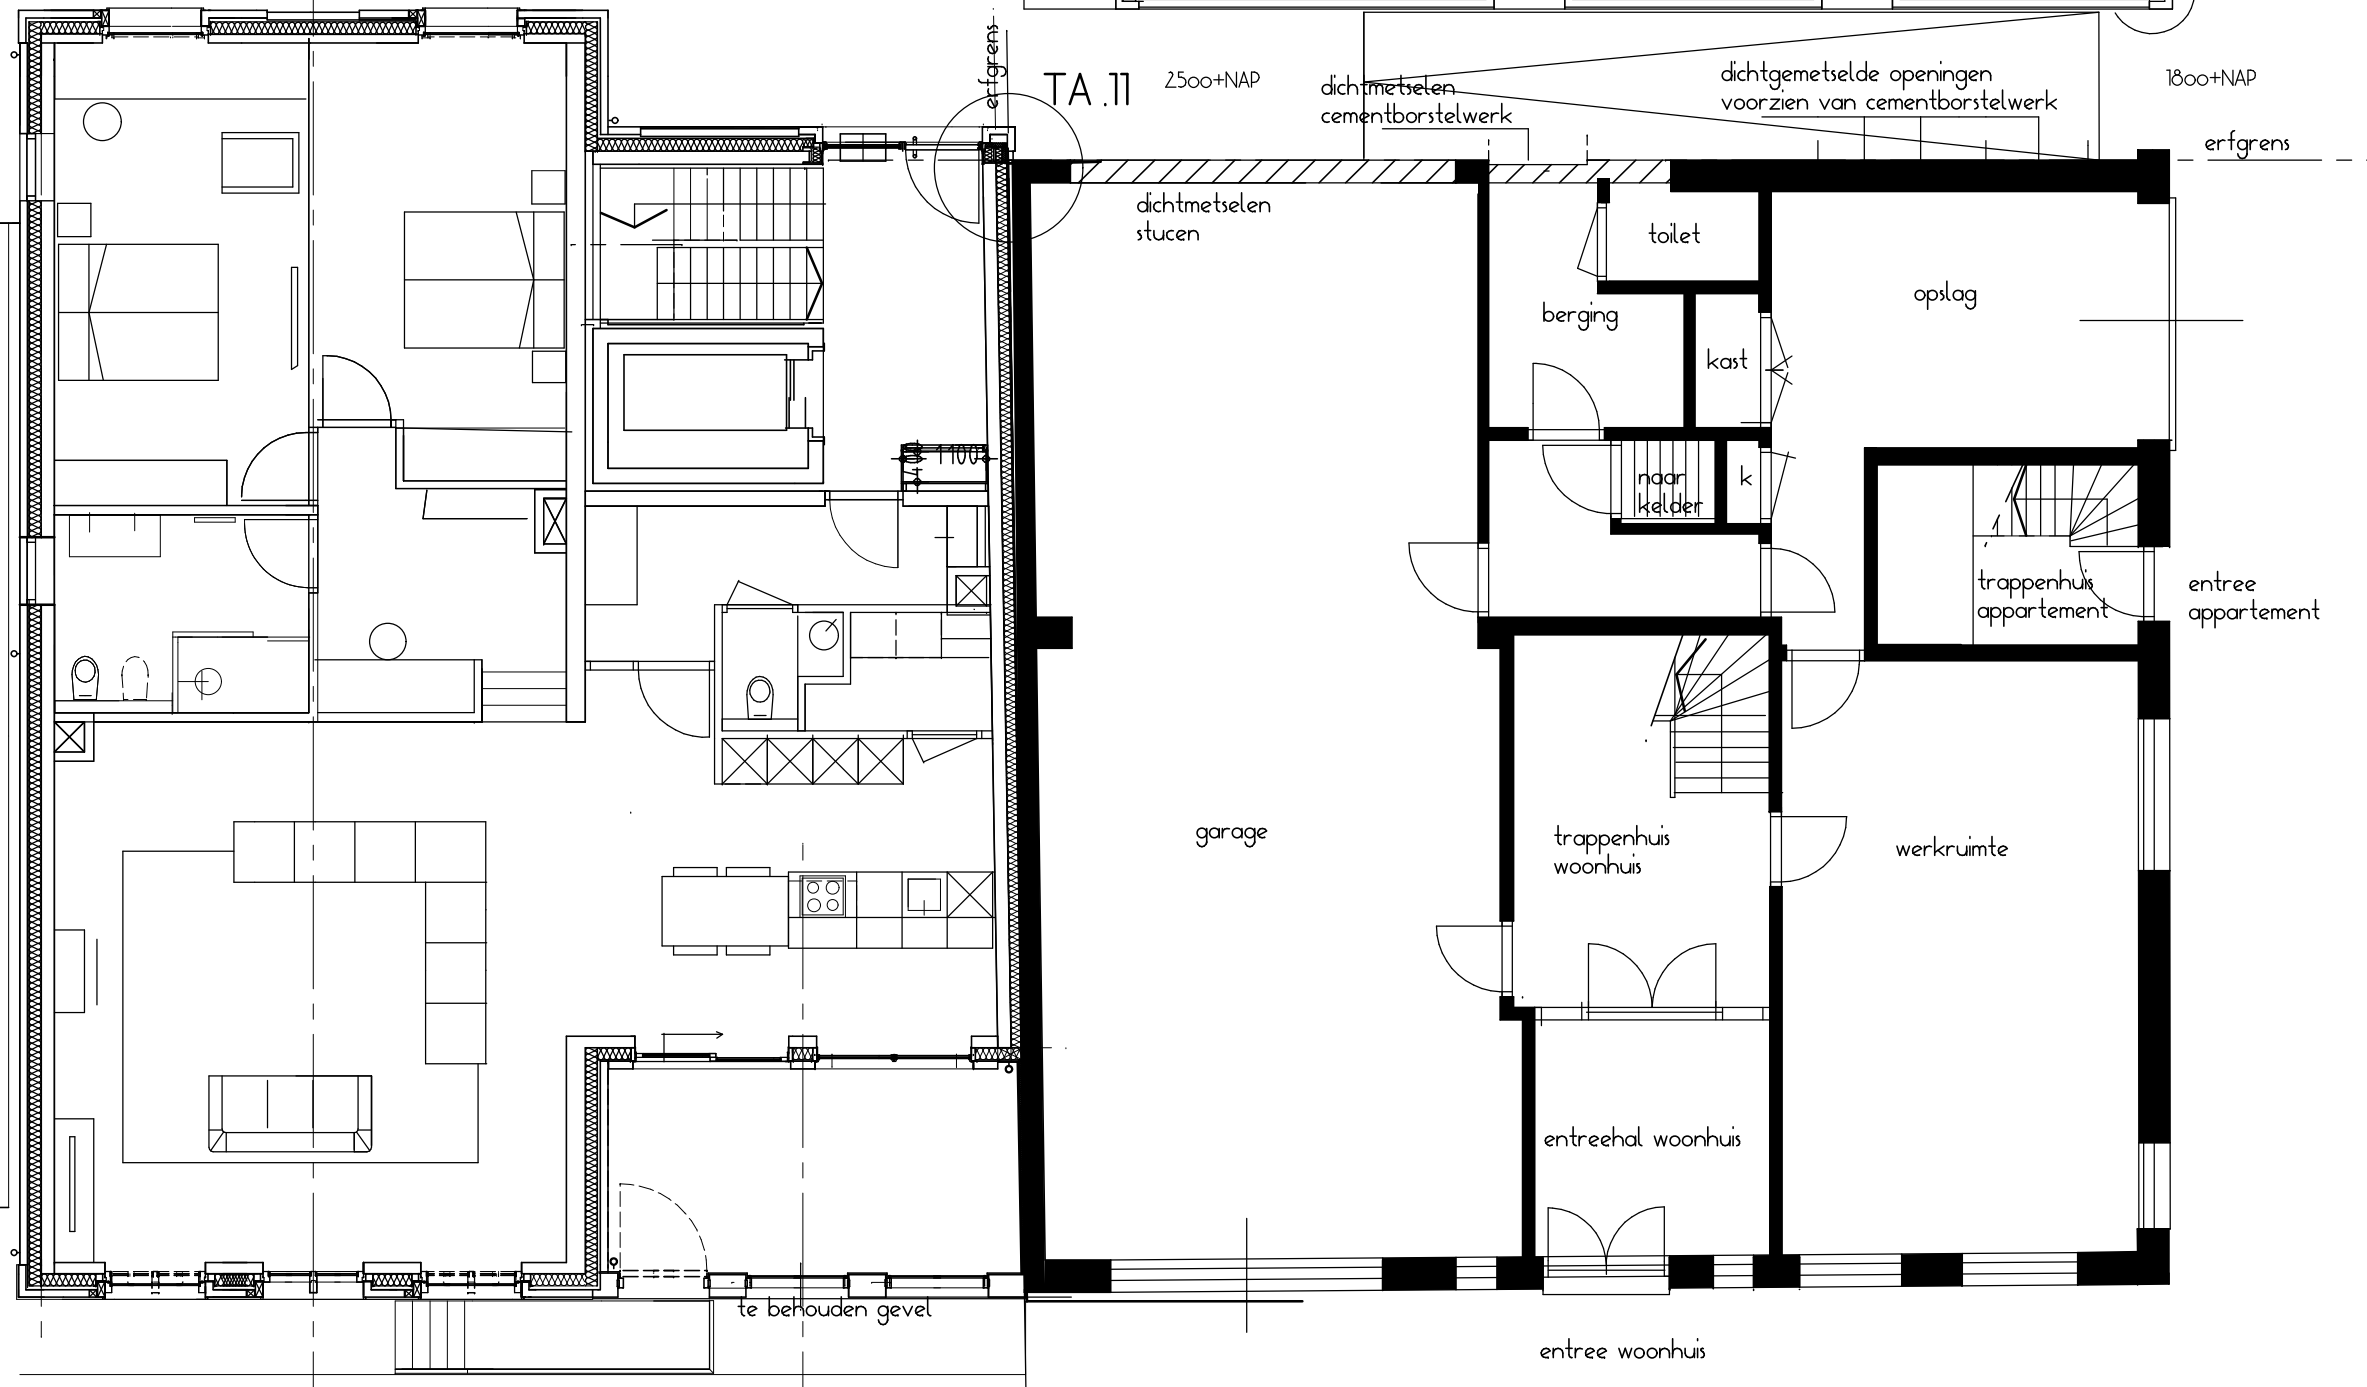 erfgrens
TA.11
2500+NAP
dichtmetselen
cementborstelwerk
dichtgemetselde openingen
voorzien van cementborstelwerk
1800+NAP
erfgrens
dichtmetselen
stucen
toilet
opslag
berging
kast
1100
naar
kelder
k
trappenhuis
appartement
entree
appartement
garage
trappenhuis
woonhuis
werkruimte
entreehal woonhuis
te behouden gevel
entree woonhuis